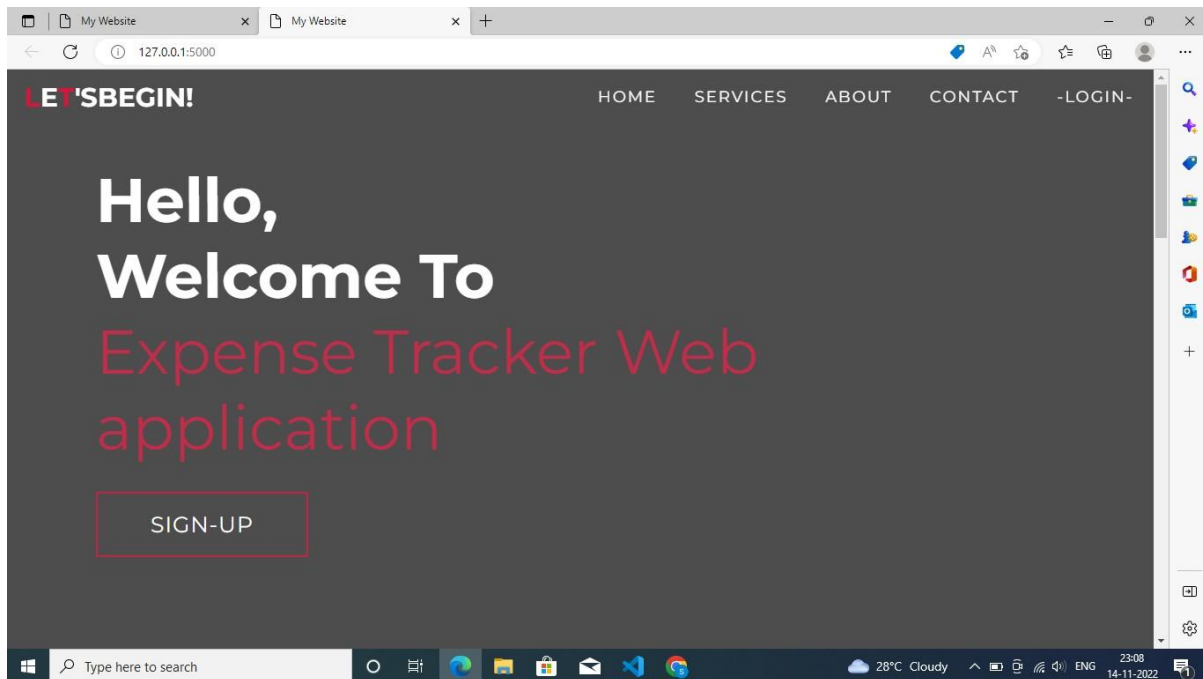 My Website
My Website
127.0.0.1:5000
LET'SBEGIN!
HOME SERVICES ABOUT CONTACT -LOGIN-
Hello,
Welcome To
Expense Tracker Web
application
SIGN-UP
Type here to search
28°C Cloudy
ENG
23:08
14-11-2022
1